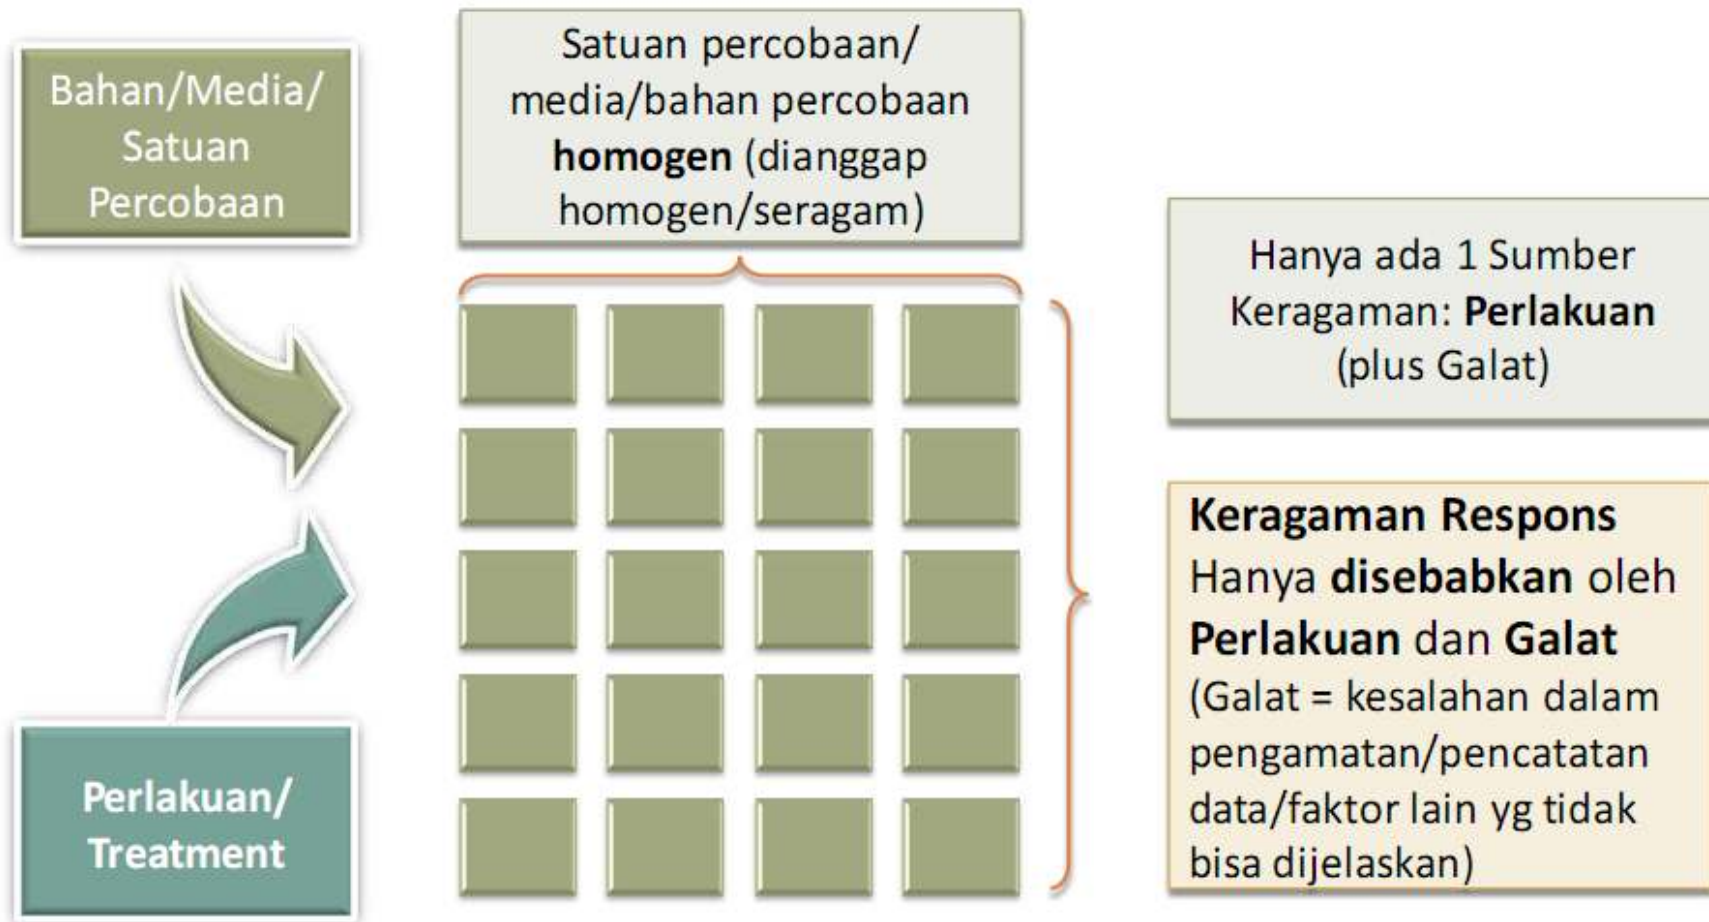 Bahan/Media/
Satuan
Percobaan
Satuan percobaan/
media/bahan percobaan
homogen (dianggap
homogen/seragam)
Hanya ada 1 Sumber
Keragaman: Perlakuan
(plus Galat)
Keragaman Respons
Hanya disebabkan oleh
Perlakuan dan Galat
(Galat = kesalahan dalam
pengamatan/pencatatan
data/faktor lain yg tidak
bisa dijelaskan)
Perlakuan/
Treatment